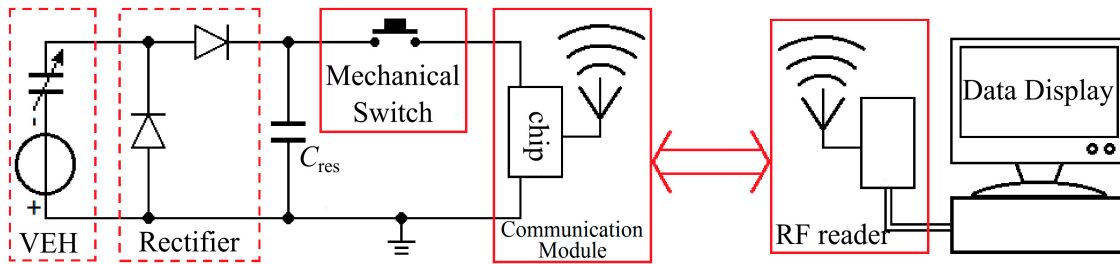 -
+
VEH
Rectifier
C_res
Mechanical
Switch
chip
Communication
Module
RF reader
Data Display